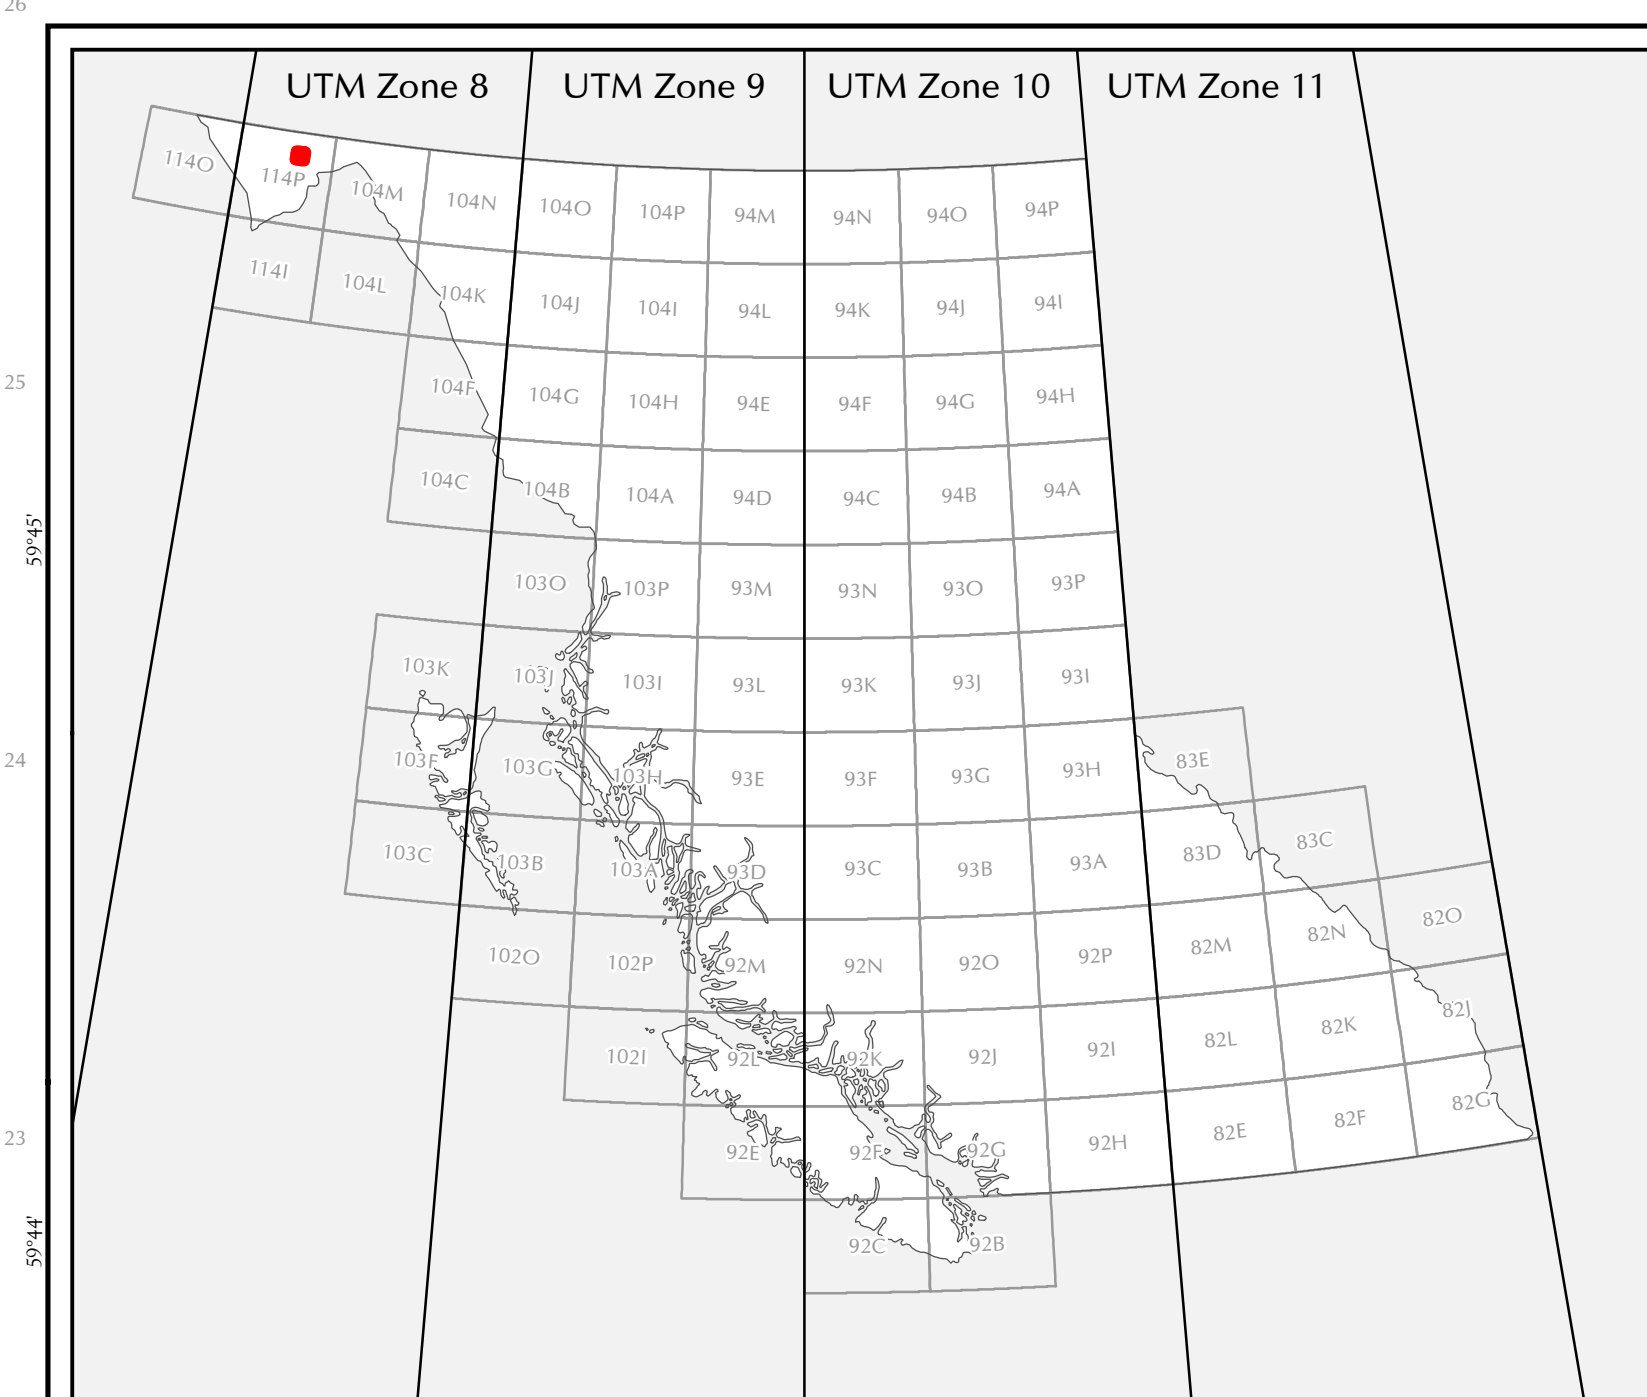 26
UTM Zone 8 UTM Zone 9 UTM Zone 10 UTM Zone 11
114O 114P 104M 104N 104O 104P 94M 94N 94O 94P
114I 104L 104K 104J 104I 94L 94K 94J 94I
25
104F 104G 104H 94E 94F 94G 94H
104C 104B 104A 94D 94C 94B 94A
59°45'
103O 103P 93M 93N 93O 93P
103K 103J 103I 93L 93K 93J 93I
24
103F 103G 103H 93E 93F 93G 93H 83E
103C 103B 103A 93D 93C 93B 93A 83D 83C
102O 102P 92M 92N 92O 92P 82M 82N 82O
102I 92L 92K 92J 92I 82L 82K 82J
23
92E 92F 92G 92H 82E 82F 82G
59°44'
92C 92B